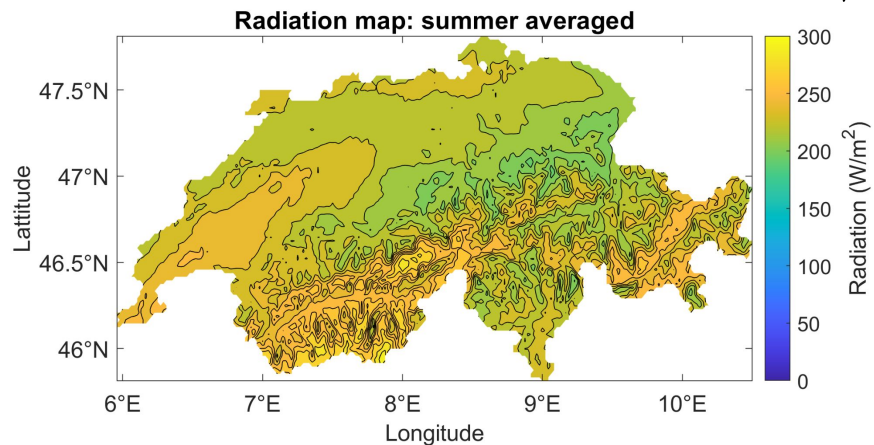 Radiation map: summer averaged
47.5°N
47°N
46.5°N
46°N
Lattitude
6°E
7°E
8°E
9°E
10°E
Longitude
300
250
200
150
100
50
0
Radiation (W/m²)